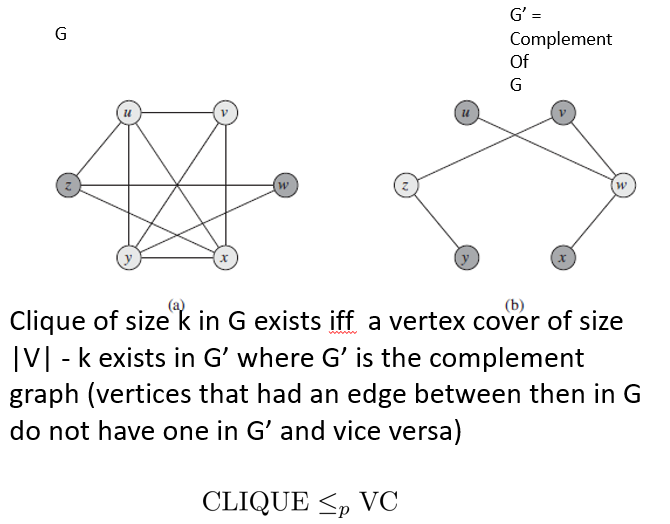 G
G' =
Complement
Of
G
u
v
z
w
y
x
(a)
u
v
z
w
y
x
(b)
Clique of size k in G exists iff a vertex cover of size
|V| - k exists in G' where G' is the complement
graph (vertices that had an edge between then in G
do not have one in G' and vice versa)
CLIQUE ≤p VC